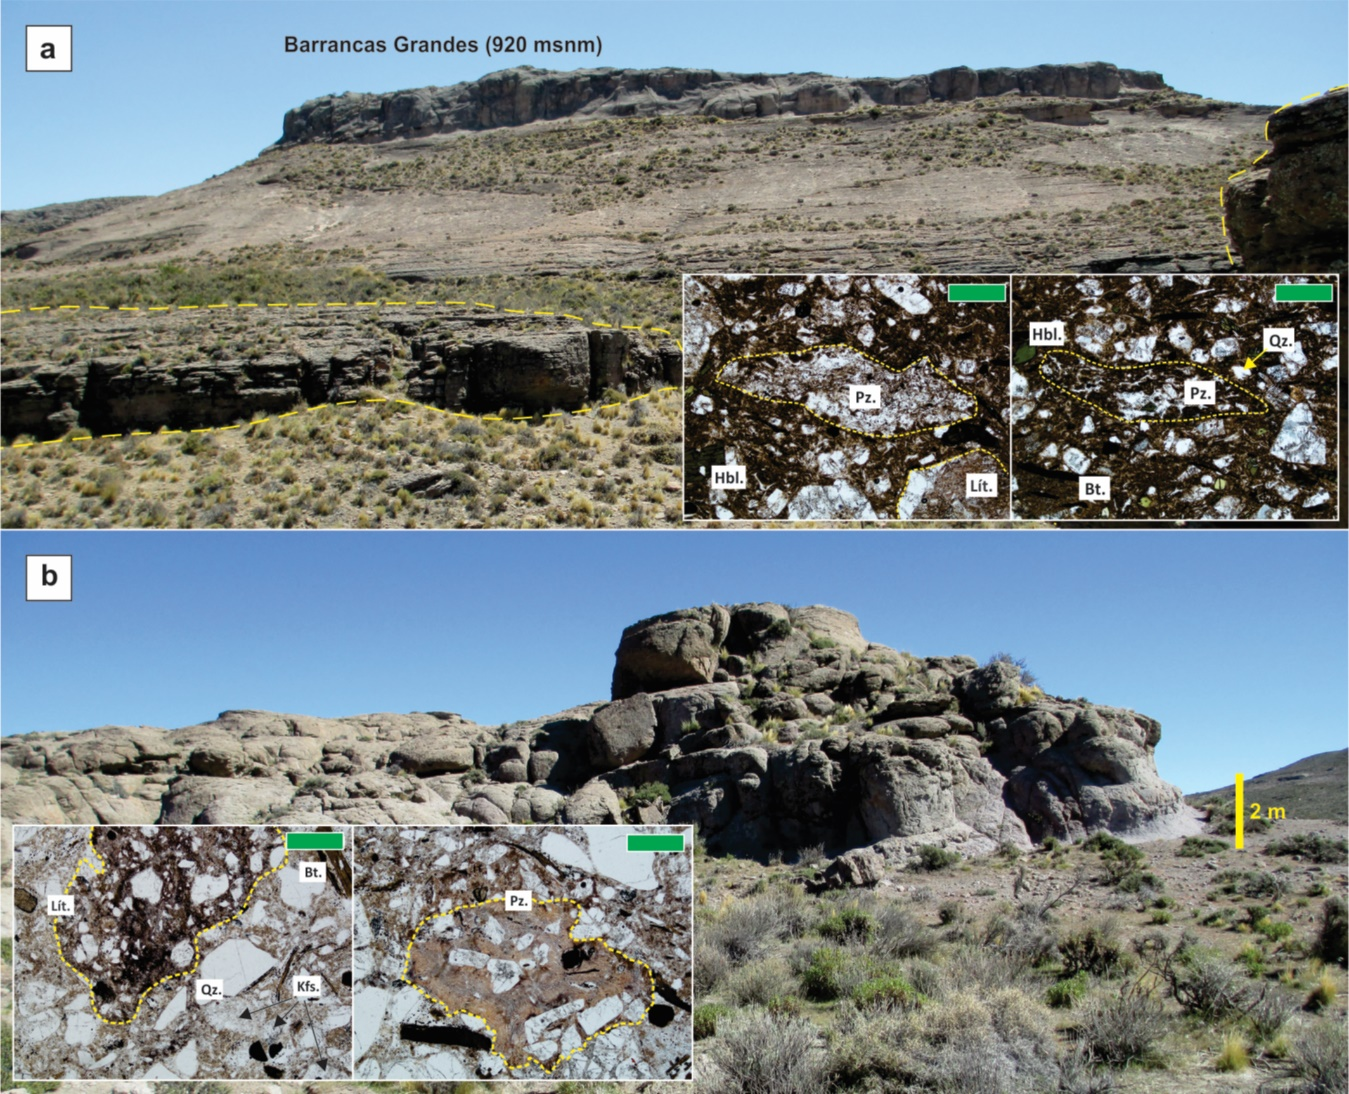 a
Barrancas Grandes (920 msnm)
Hbl.
Qz.
Pz.
Pz.
Hbl.
Lít.
Bt.
b
2 m
Bt.
Lít.
Pz.
Qz.
Kfs.